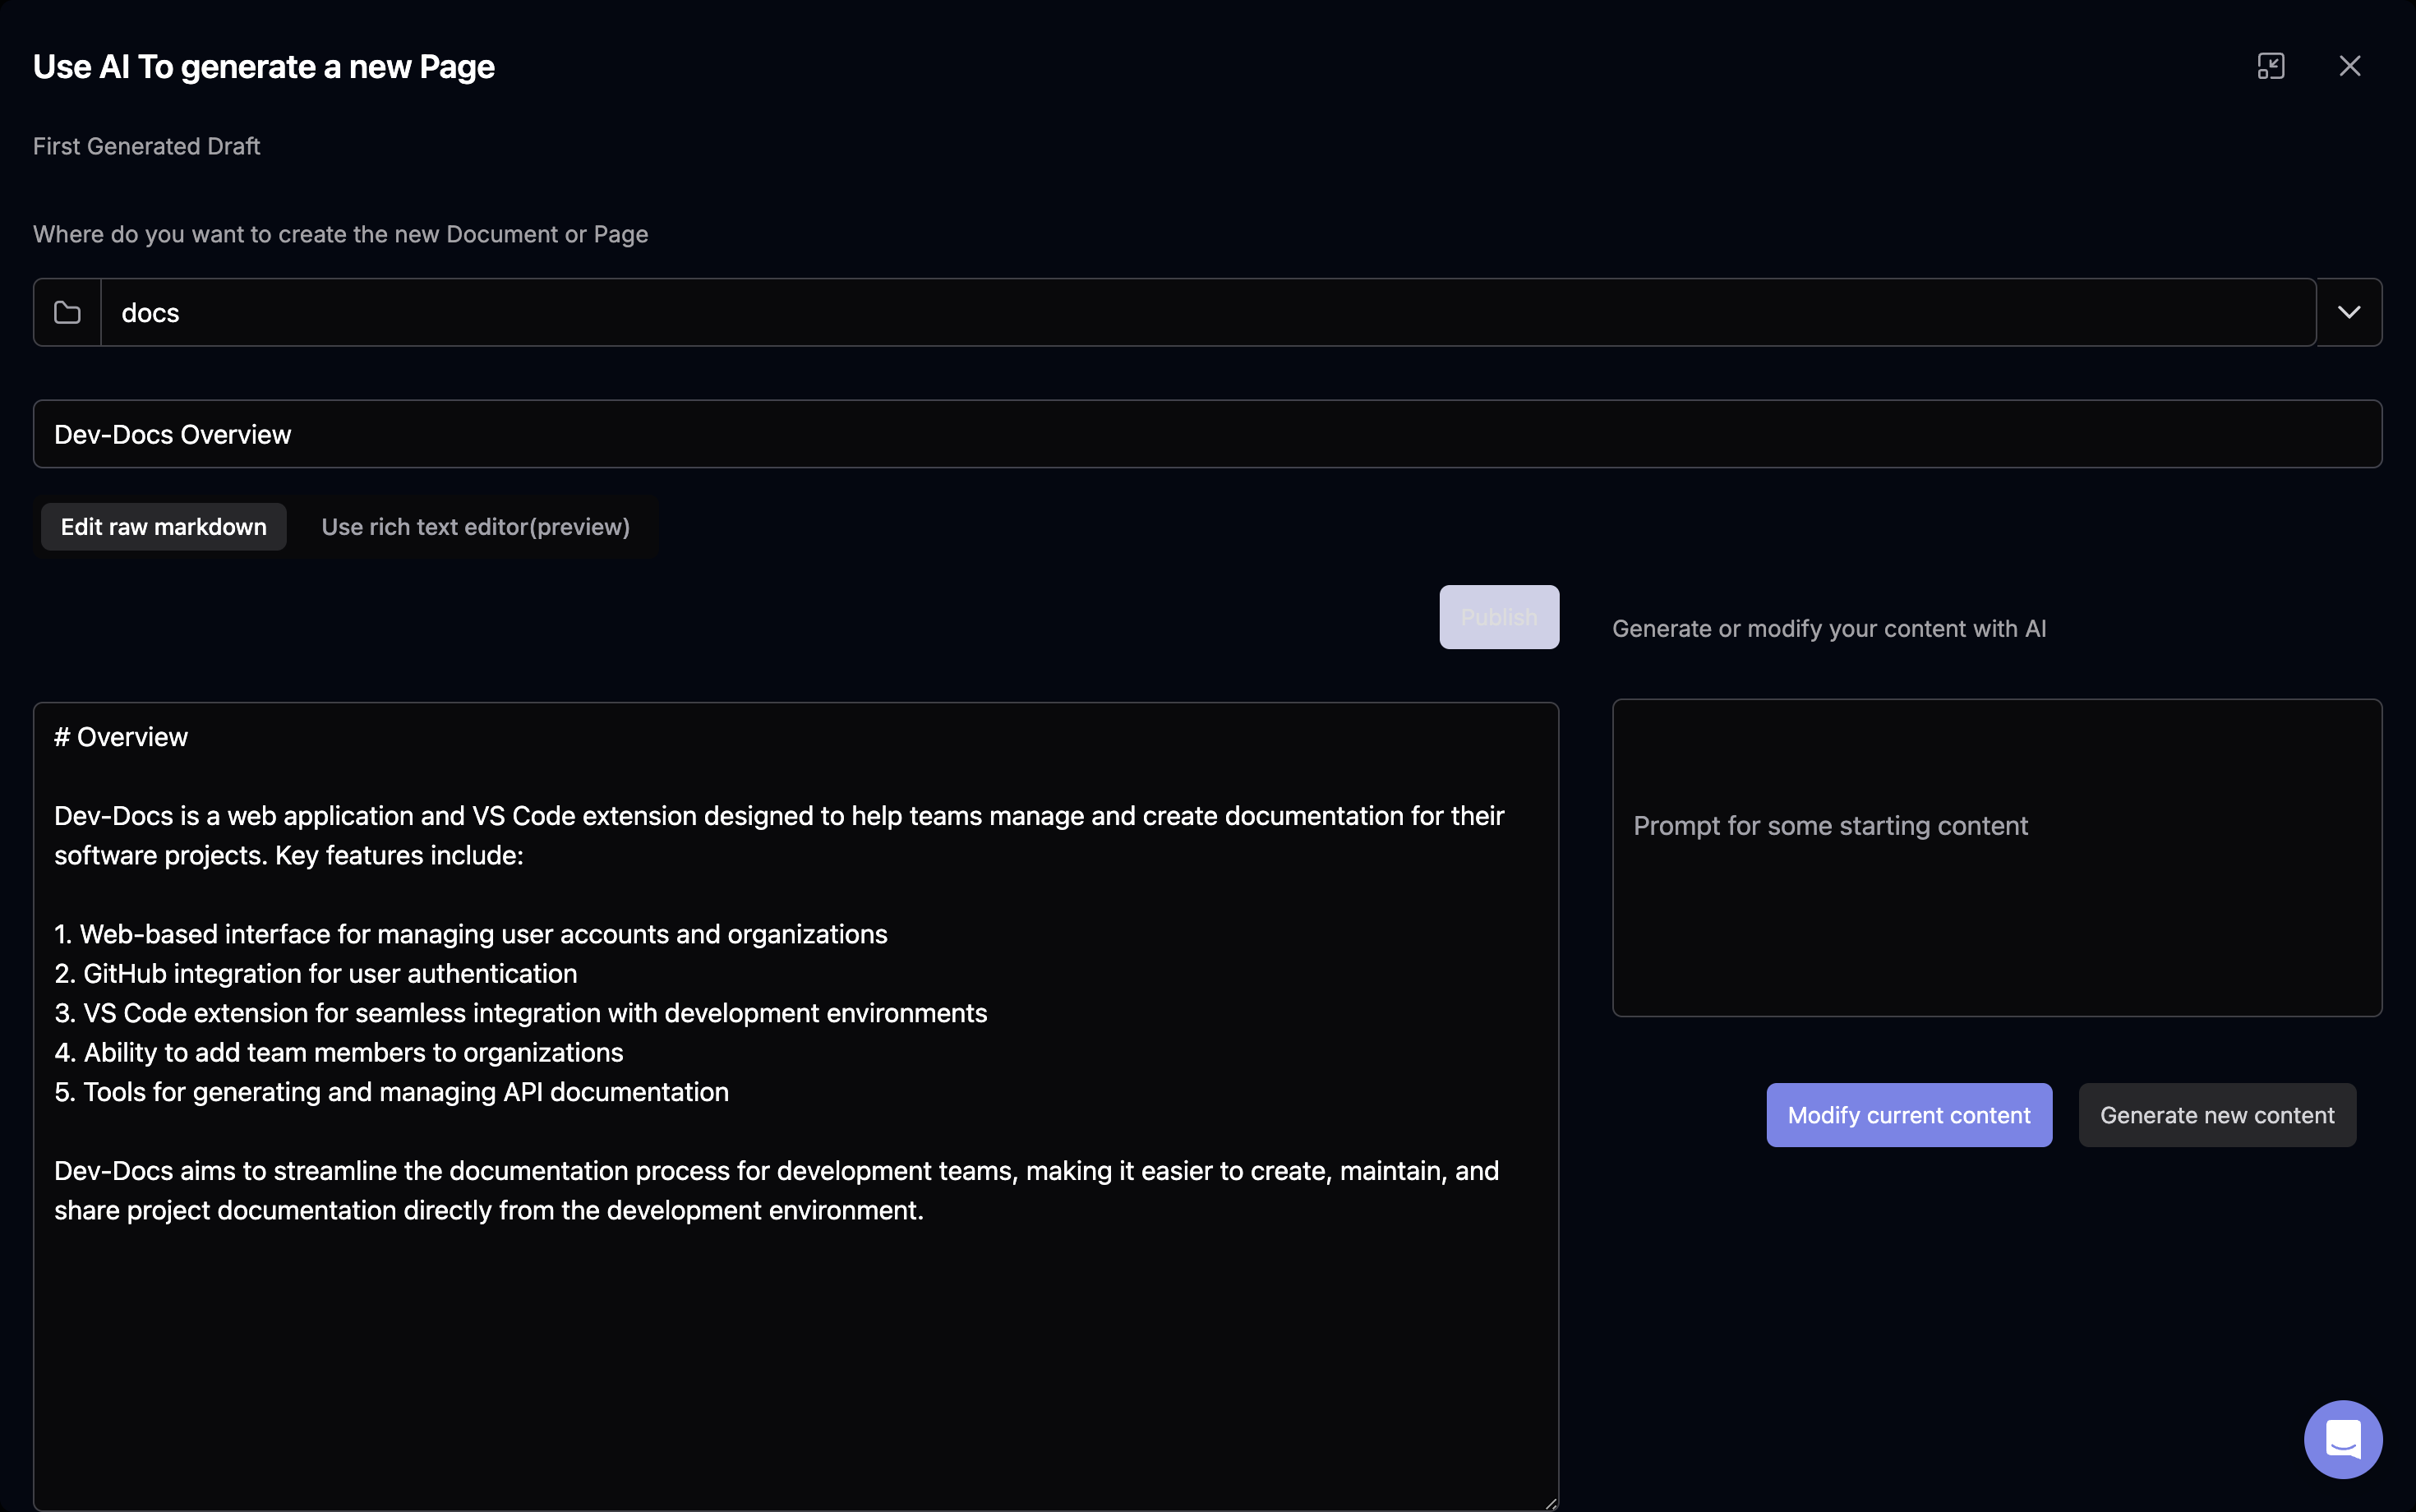 Use AI To generate a new Page
First Generated Draft
Where do you want to create the new Document or Page
docs
Dev-Docs Overview
Edit raw markdown
Use rich text editor(preview)
Publish
Generate or modify your content with AI
# Overview
Dev-Docs is a web application and VS Code extension designed to help teams manage and create documentation for their
software projects. Key features include:
1. Web-based interface for managing user accounts and organizations
2. GitHub integration for user authentication
3. VS Code extension for seamless integration with development environments
4. Ability to add team members to organizations
5. Tools for generating and managing API documentation
Dev-Docs aims to streamline the documentation process for development teams, making it easier to create, maintain, and
share project documentation directly from the development environment.
Prompt for some starting content
Modify current content
Generate new content